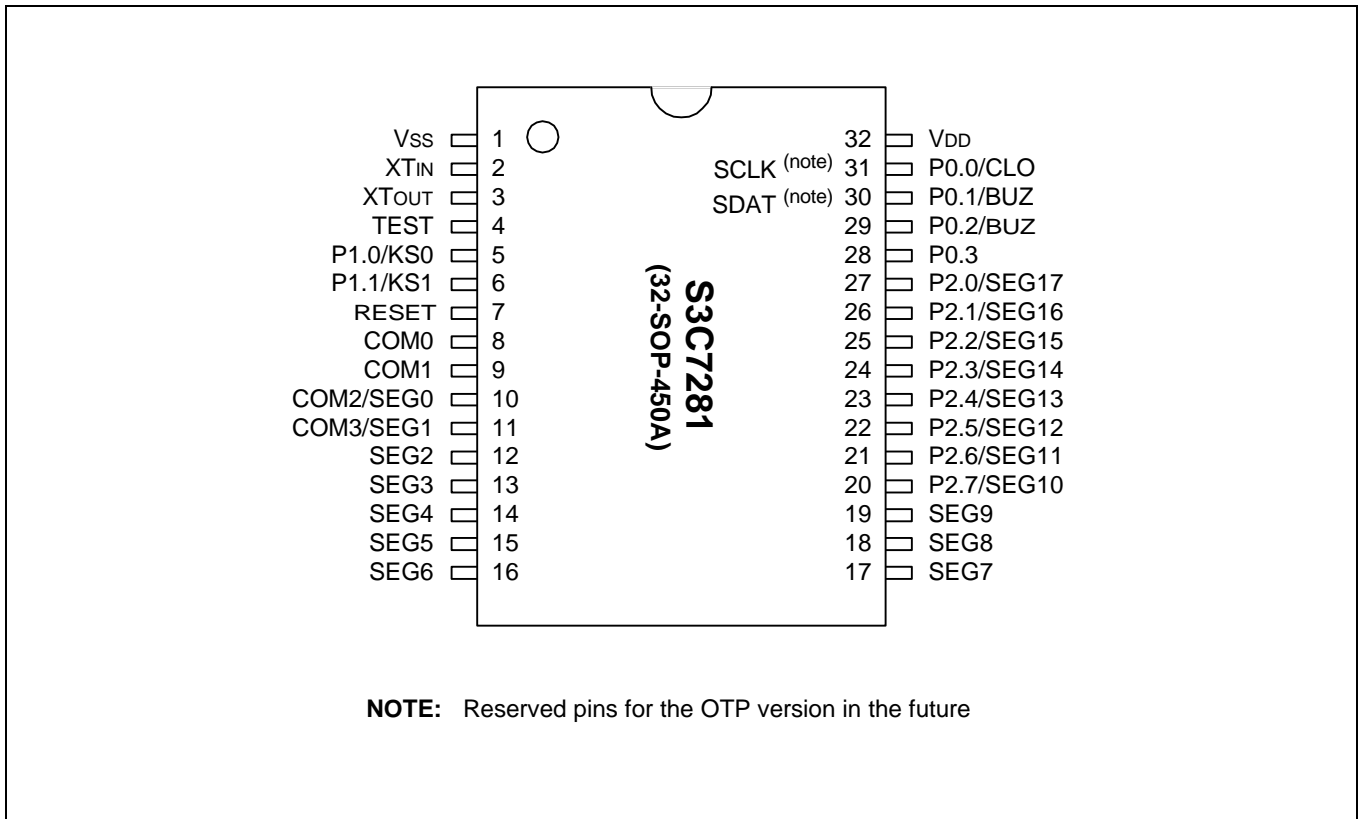 VSS 1 32 VDD
XTIN 2 SCLK (note) 31 P0.0/CLO
XTOUT 3 SDAT (note) 30 P0.1/BUZ
TEST 4 29 P0.2/BUZ
P1.0/KS0 5 28 P0.3
P1.1/KS1 6 27 P2.0/SEG17
RESET 7 26 P2.1/SEG16
COM0 8 25 P2.2/SEG15
COM1 9 24 P2.3/SEG14
COM2/SEG0 10 23 P2.4/SEG13
COM3/SEG1 11 22 P2.5/SEG12
SEG2 12 21 P2.6/SEG11
SEG3 13 20 P2.7/SEG10
SEG4 14 19 SEG9
SEG5 15 18 SEG8
SEG6 16 17 SEG7
S3C7281
(32-SOP-450A)
NOTE: Reserved pins for the OTP version in the future